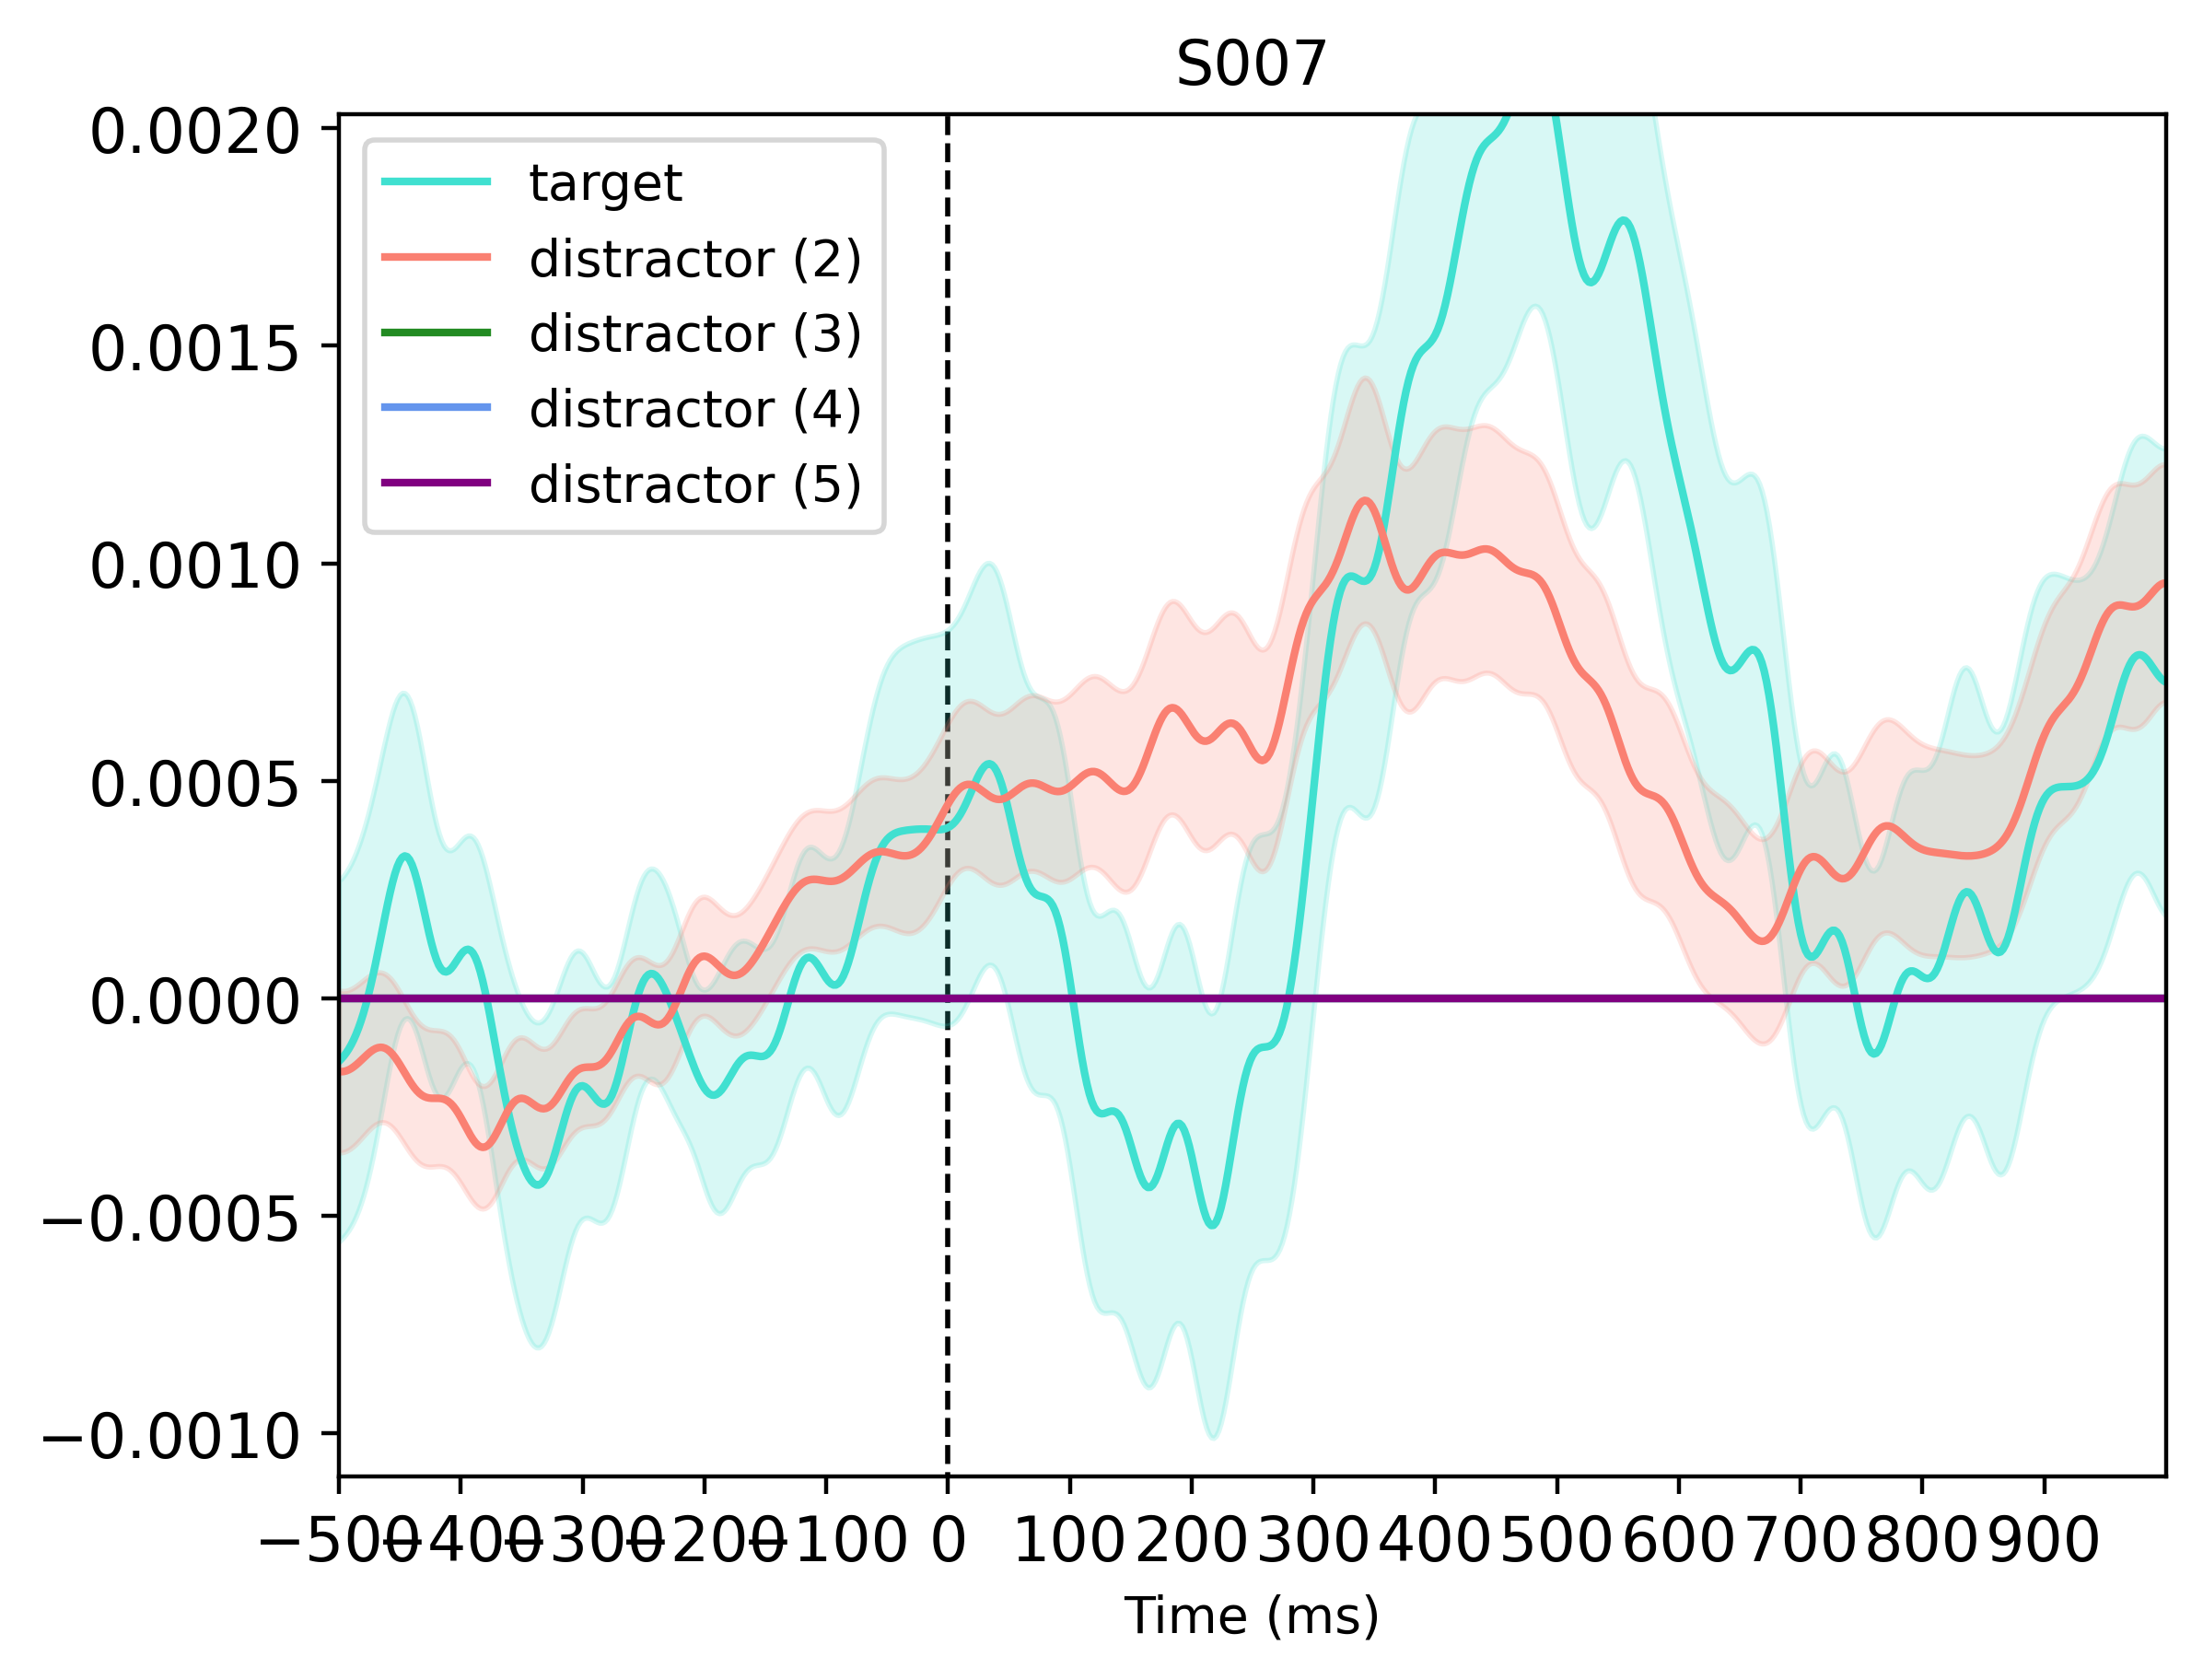 S007
0.0020
0.0015
0.0010
0.0005
0.0000
−0.0005
−0.0010
target
distractor (2)
distractor (3)
distractor (4)
distractor (5)
−500 −400 −300 −200 −100 0 100 200 300 400 500 600 700 800 900
Time (ms)